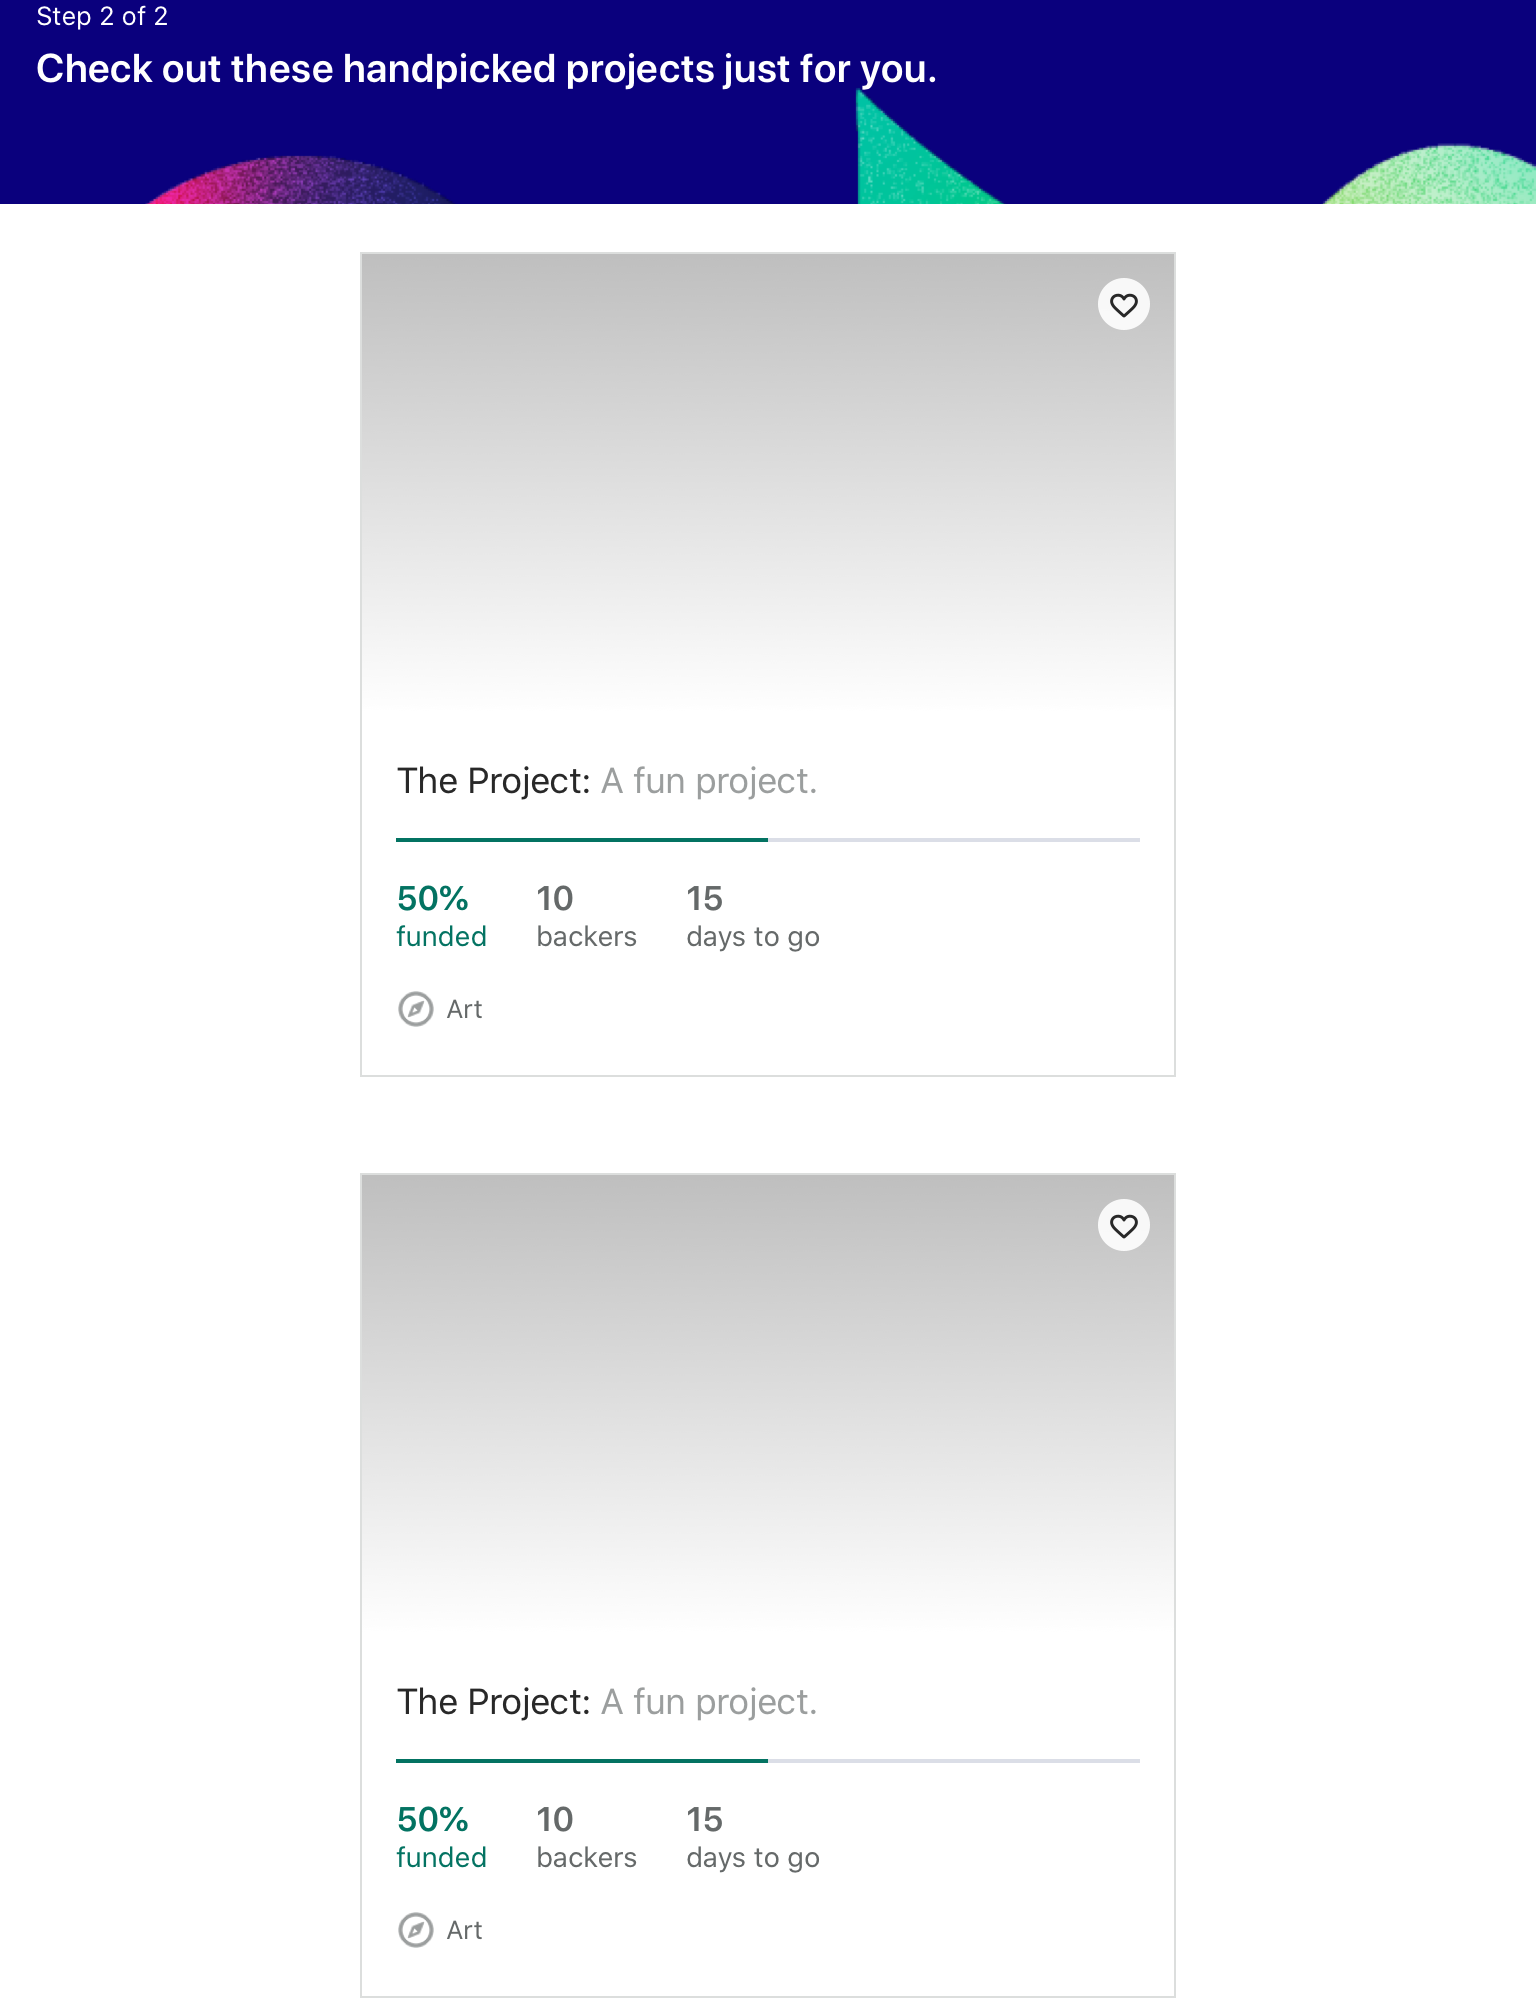 Step 2 of 2
Check out these handpicked projects just for you.
The Project: A fun project.
50% 10 15
funded backers days to go
Art
The Project: A fun project.
50% 10 15
funded backers days to go
Art